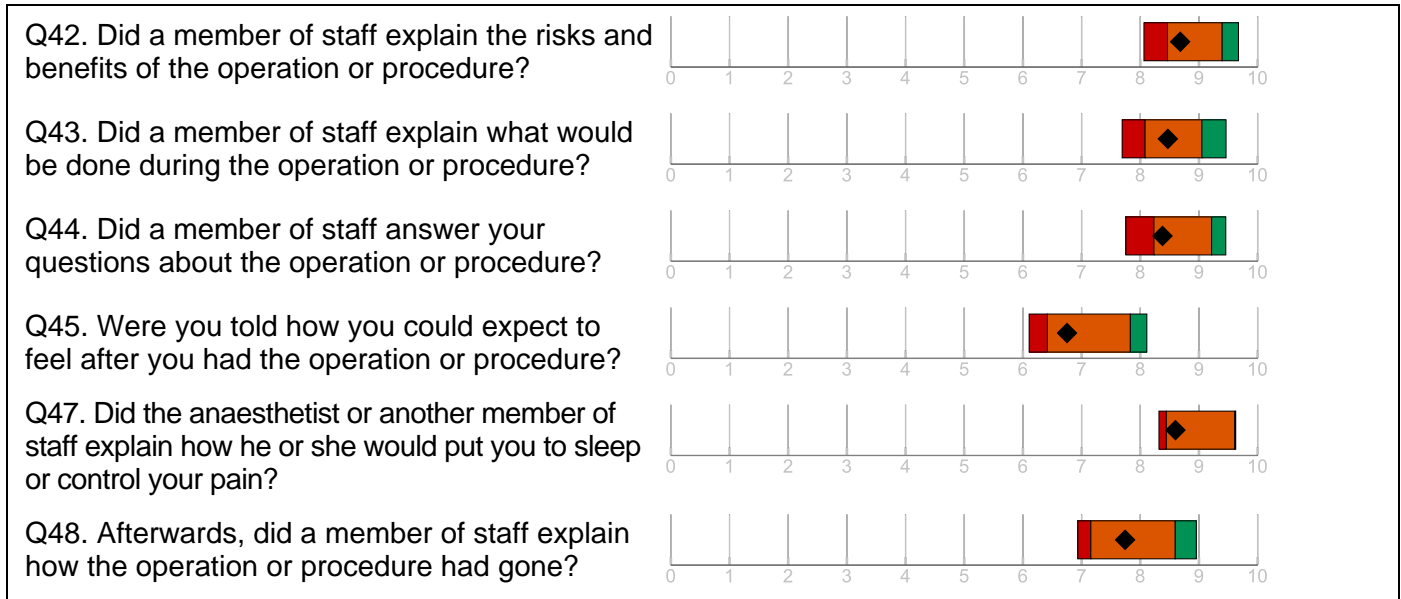 Q42. Did a member of staff explain the risks and
benefits of the operation or procedure?
0 1 2 3 4 5 6 7 8 9 10
Q43. Did a member of staff explain what would
be done during the operation or procedure?
0 1 2 3 4 5 6 7 8 9 10
Q44. Did a member of staff answer your
questions about the operation or procedure?
0 1 2 3 4 5 6 7 8 9 10
Q45. Were you told how you could expect to
feel after you had the operation or procedure?
0 1 2 3 4 5 6 7 8 9 10
Q47. Did the anaesthetist or another member of
staff explain how he or she would put you to sleep
or control your pain?
0 1 2 3 4 5 6 7 8 9 10
Q48. Afterwards, did a member of staff explain
how the operation or procedure had gone?
0 1 2 3 4 5 6 7 8 9 10